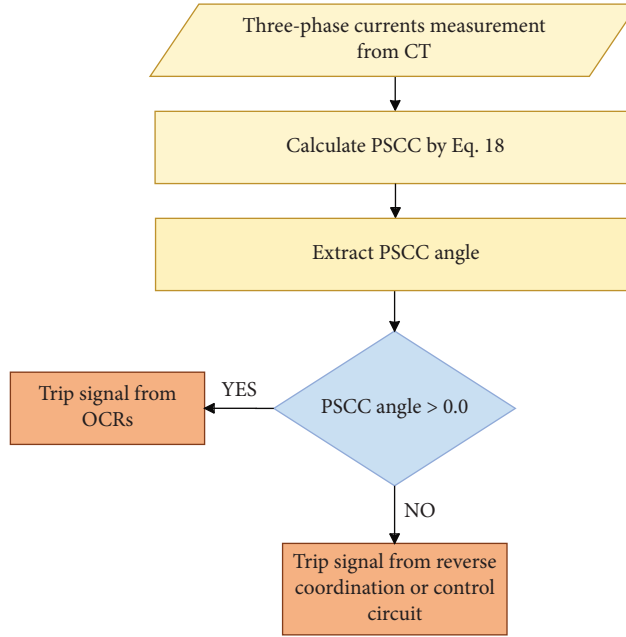 Three-phase currents measurement
from CT
Calculate PSCC by Eq. 18
Extract PSCC angle
PSCC angle > 0.0
YES
Trip signal from
OCRs
NO
Trip signal from reverse
coordination or control
circuit